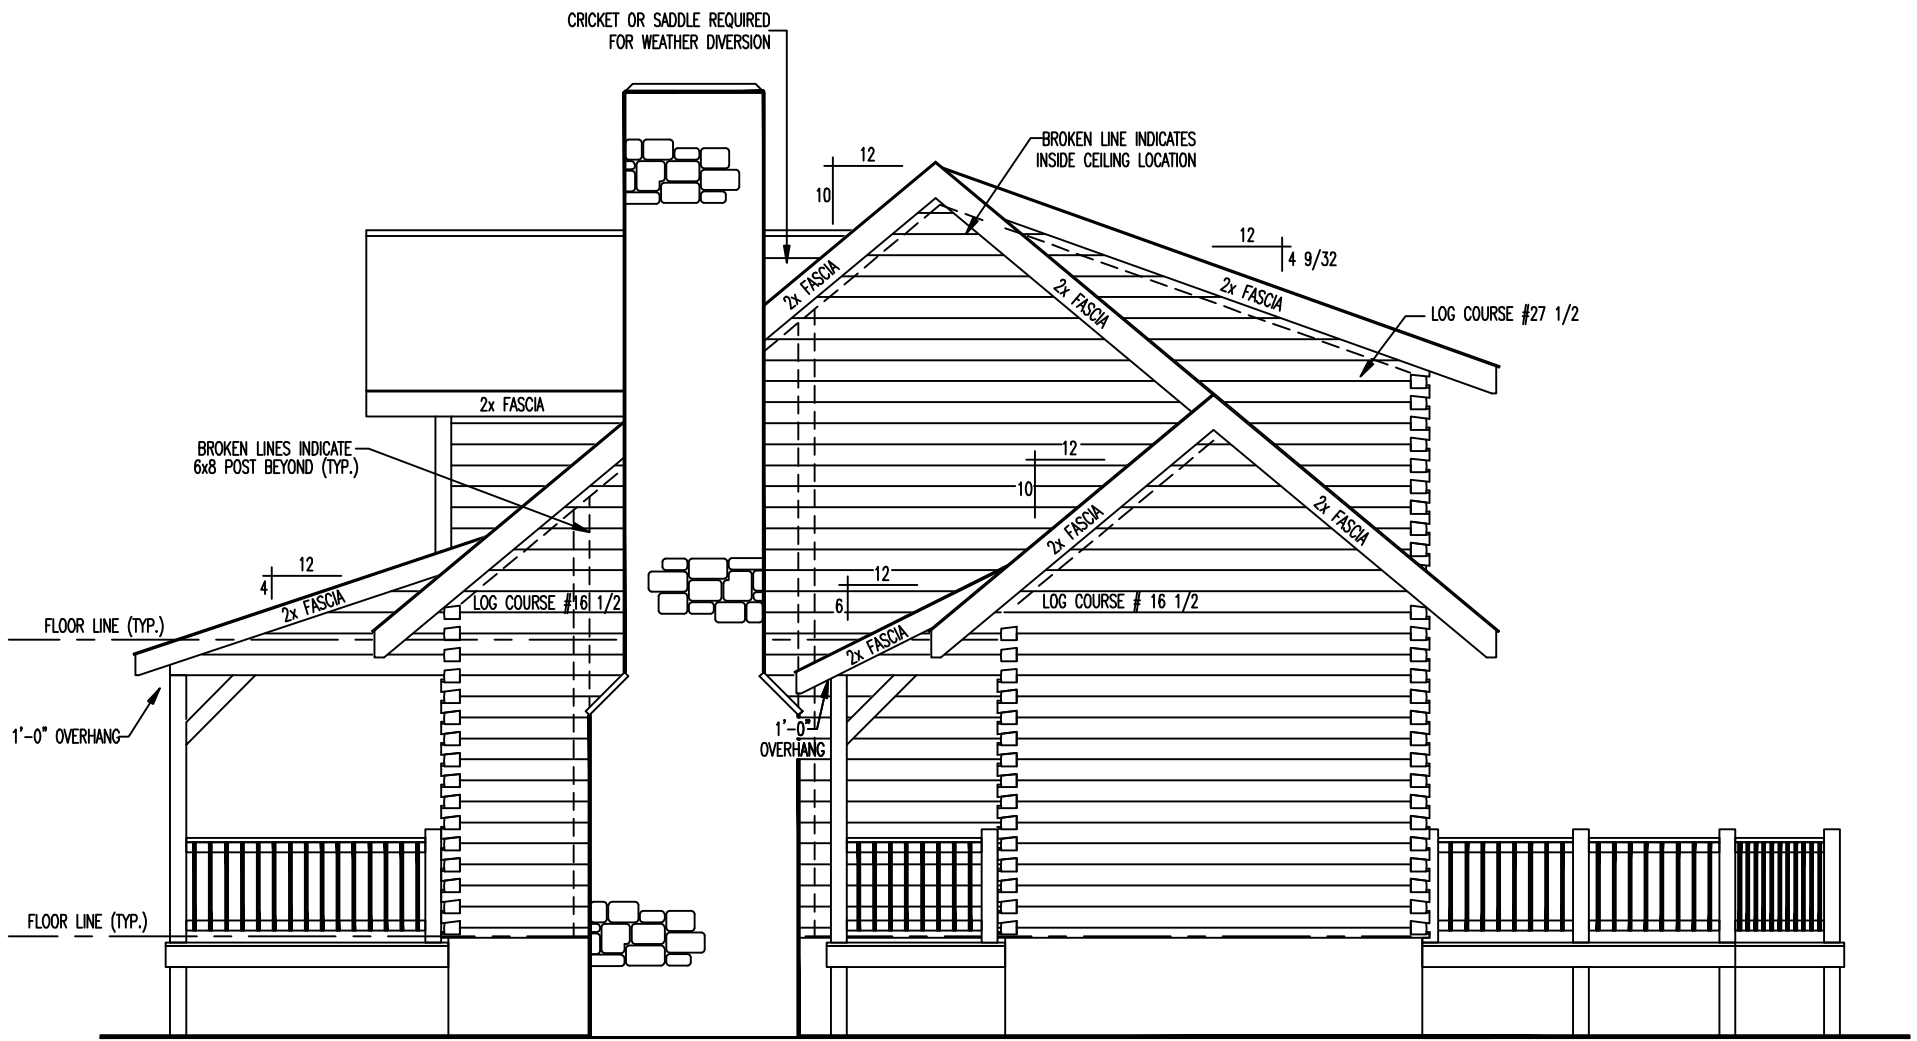 CRICKET OR SADDLE REQUIRED
FOR WEATHER DIVERSION
BROKEN LINE INDICATES
INSIDE CEILING LOCATION
12
10
12
4 9/32
2x FASCIA
2x FASCIA
2x FASCIA
LOG COURSE #27 1/2
2x FASCIA
BROKEN LINES INDICATE
6x8 POST BEYOND (TYP.)
12
10
2x FASCIA
2x FASCIA
12
4
2x FASCIA
LOG COURSE #16 1/2
12
6
2x FASCIA
LOG COURSE # 16 1/2
FLOOR LINE (TYP.)
1'-0" OVERHANG
1'-0"
OVERHANG
FLOOR LINE (TYP.)